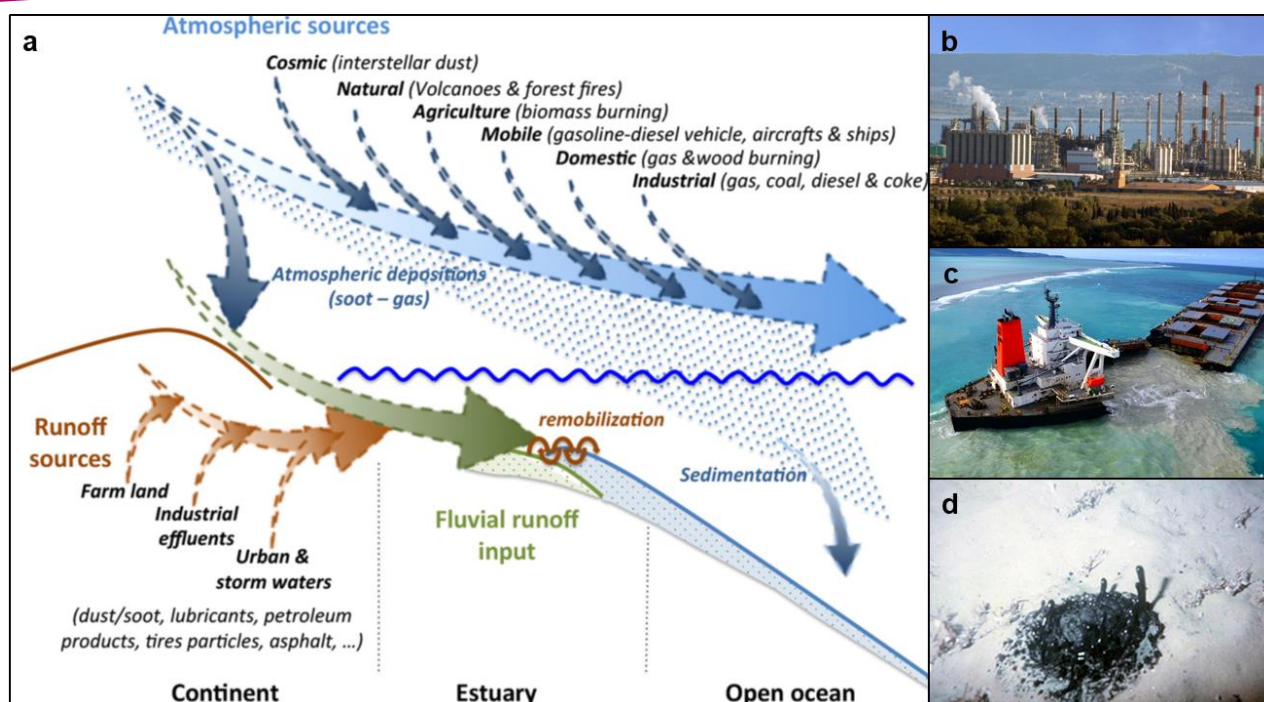 a
Atmospheric sources
Cosmic (interstellar dust)
Natural (Volcanoes & forest fires)
Agriculture (biomass burning)
Mobile (gasoline-diesel vehicle, aircrafts & ships)
Domestic (gas &wood burning)
Industrial (gas, coal, diesel & coke)
Atmospheric depositions
(soot – gas)
Runoff
sources
Farm land
Industrial
effluents
Urban &
storm waters
(dust/soot, lubricants, petroleum
products, tires particles, asphalt, ...)
remobilization
Sedimentation
Fluvial runoff
input
Continent
Estuary
Open ocean
b
c
d